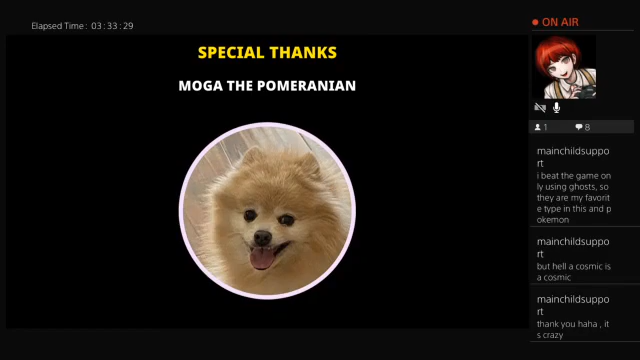 Elapsed Time : 03:33:29
ON AIR
SPECIAL THANKS
MOGA THE POMERANIAN
1
8
mainchildsuppo
rt
i beat the game on
ly using ghosts, so
they are my favorit
e type in this and p
okemon
mainchildsuppo
rt
but hell a cosmic is
a cosmic
mainchildsuppo
rt
thank you haha , it
s crazy